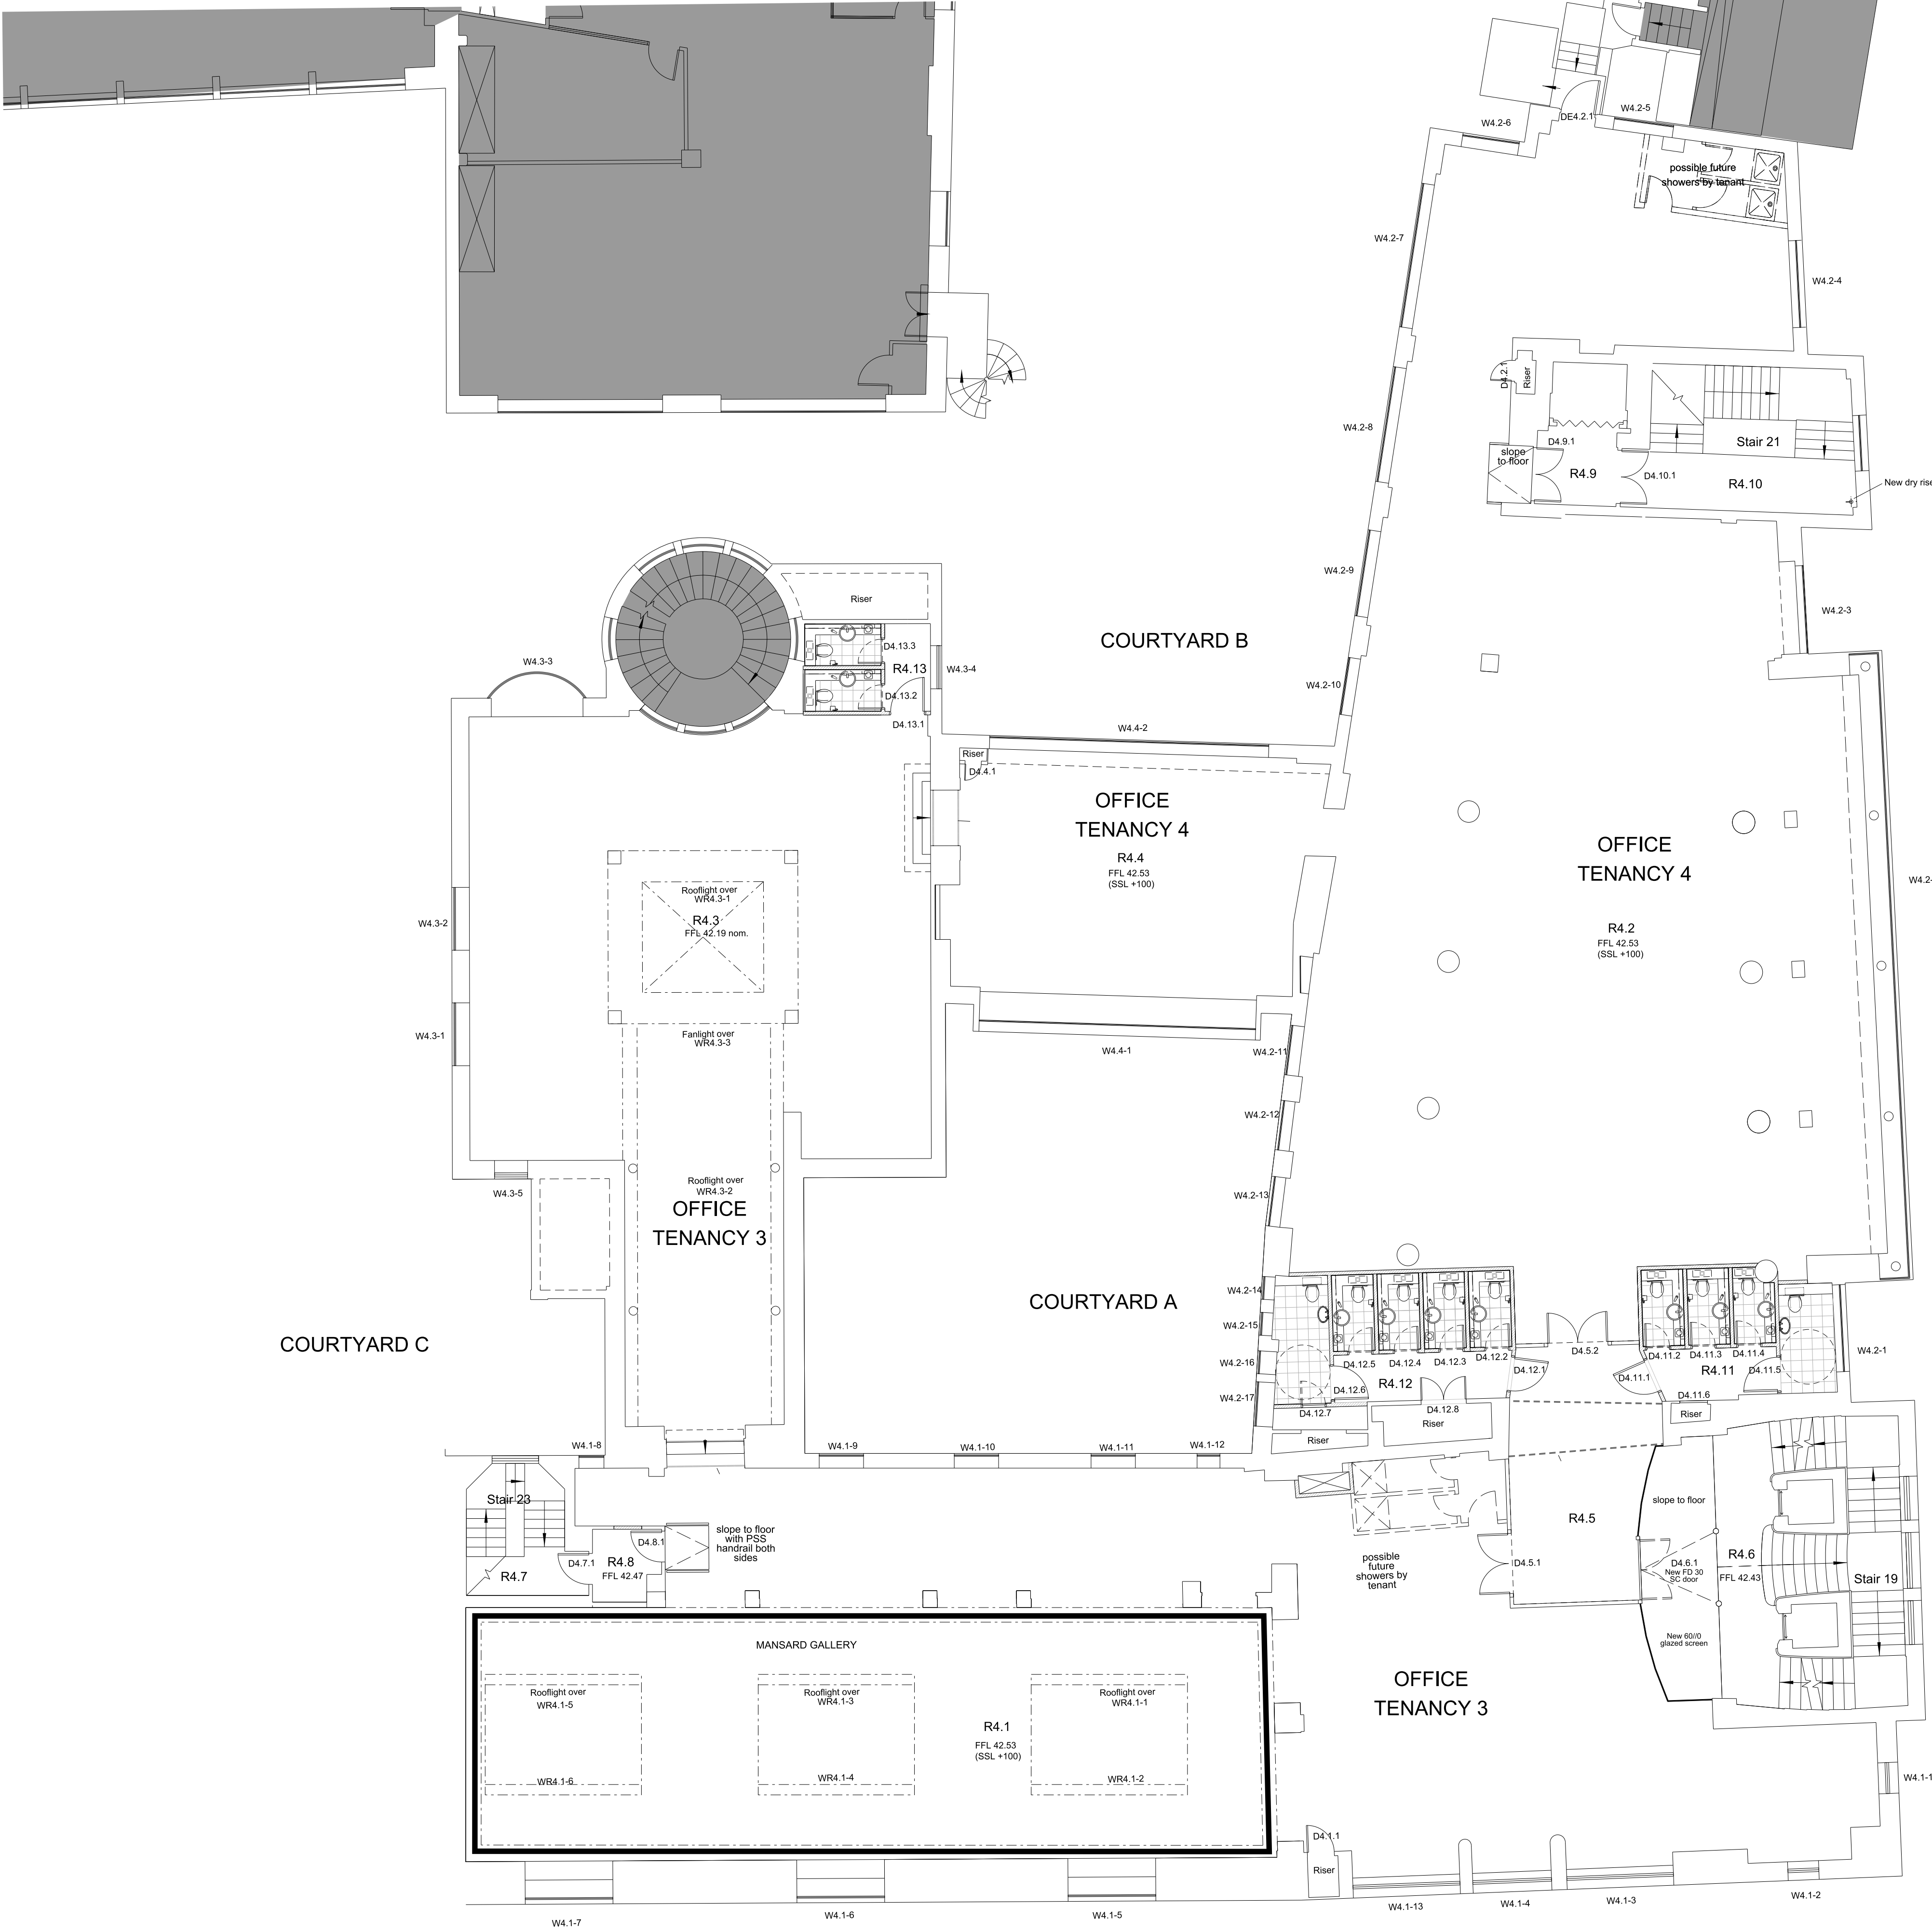 W4.2-5
W4.2-6
DE4.2.1
possible future
showers by tenant
W4.2-7
W4.2-4
D4.2.1
Riser
W4.2-8
D4.9.1
Stair 21
slope
to floor
R4.9
D4.10.1
R4.10
New dry rise
W4.2-9
Riser
W4.2-3
COURTYARD B
D4.13.3
W4.3-3
R4.13
W4.3-4
W4.2-10
D4.13.2
D4.13.1
W4.4-2
Riser
D4.4.1
OFFICE
TENANCY 4
R4.4
FFL 42.53
(SSL +100)
OFFICE
TENANCY 4
W4.2-
Rooflight over
WR4.3-1
R4.3
FFL 42.19 nom.
W4.3-2
R4.2
FFL 42.53
(SSL +100)
Fanlight over
WR4.3-3
W4.3-1
W4.4-1
W4.2-11
W4.2-12
Rooflight over
WR4.3-2
W4.3-5
W4.2-13
OFFICE
TENANCY 3
COURTYARD A
W4.2-14
W4.2-15
COURTYARD C
W4.2-16
W4.2-17
D4.12.5
D4.12.4
D4.12.3
D4.12.2
D4.12.1
D4.5.2
D4.11.2
D4.11.3
D4.11.4
W4.2-1
D4.12.6
R4.12
D4.11.1
R4.11
D4.11.5
D4.11.6
D4.12.7
D4.12.8
Riser
Riser
Riser
W4.1-8
W4.1-9
W4.1-10
W4.1-11
W4.1-12
Stair 23
slope to floor
with PSS
handrail both
sides
slope to floor
R4.5
D4.8.1
D4.7.1
R4.8
FFL 42.47
R4.7
possible
future
showers by
tenant
D4.5.1
D4.6.1
New FD 30
SC door
R4.6
FFL 42.43
Stair 19
MANSARD GALLERY
New 60//0
glazed screen
OFFICE
TENANCY 3
Rooflight over
WR4.1-5
Rooflight over
WR4.1-3
Rooflight over
WR4.1-1
R4.1
FFL 42.53
(SSL +100)
WR4.1-6
WR4.1-4
WR4.1-2
W4.1-1
D4.1.1
Riser
W4.1-7
W4.1-6
W4.1-5
W4.1-13
W4.1-4
W4.1-3
W4.1-2